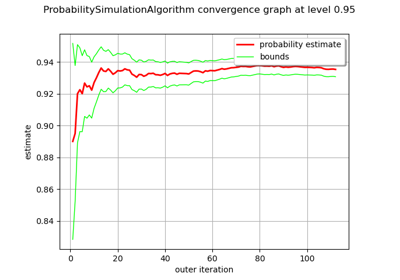 ProbabilitySimulationAlgorithm convergence graph at level 0.95
probability estimate
bounds
0.94
0.92
0.90
0.88
0.86
0.84
estimate
0
20
40
60
80
100
outer iteration